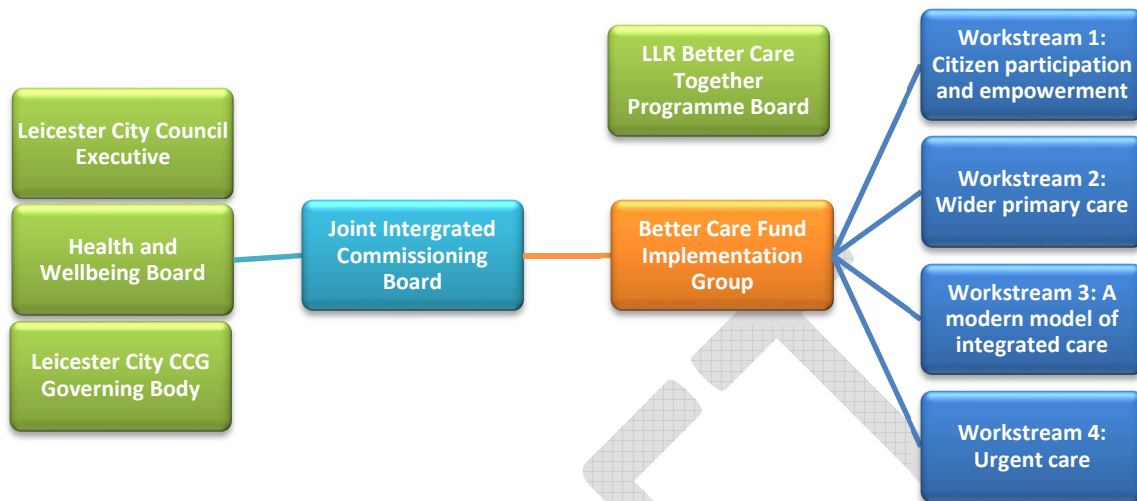 Leicester City Council
Executive
Health and
Wellbeing Board
Leicester City CCG
Governing Body
Joint Intergrated
Commissioning
Board
LLR Better Care
Together
Programme Board
Better Care Fund
Implementation
Group
Workstream 1:
Citizen participation
and empowerment
Workstream 2:
Wider primary care
Workstream 3: A
modern model of
integrated care
Workstream 4:
Urgent care